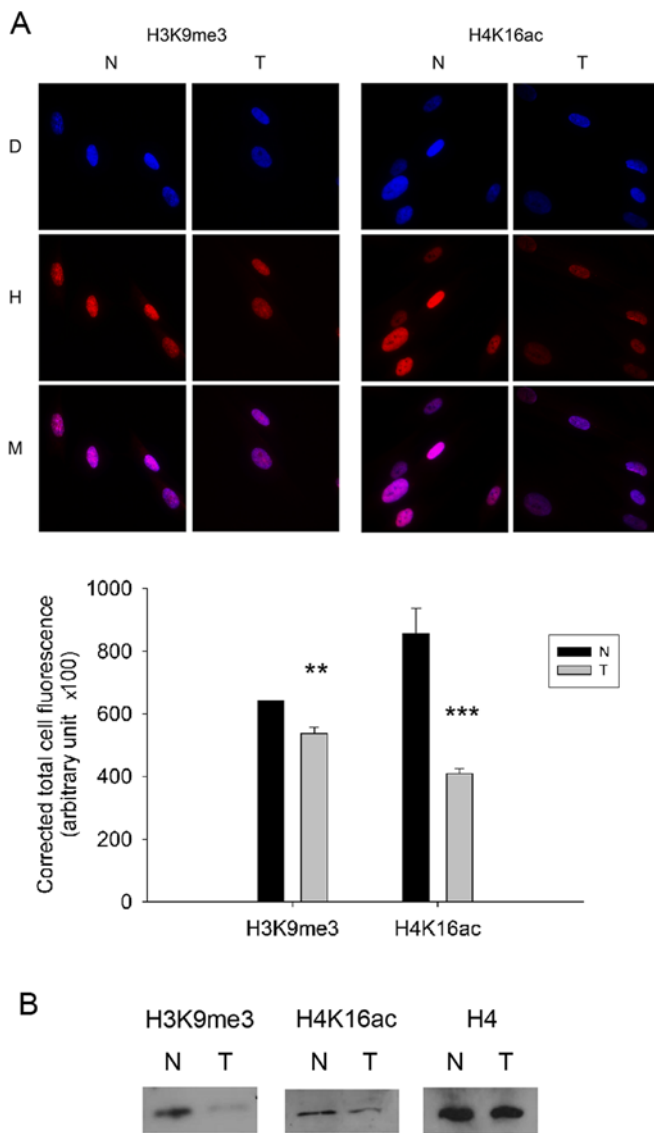 A
H3K9me3 H4K16ac
N T N T
D
H
M
Corrected total cell fluorescence
(arbitrary unit x100)
1000
800
600
400
200
0
**
***
N
T
H3K9me3 H4K16ac
B
H3K9me3 H4K16ac H4
N T N T N T